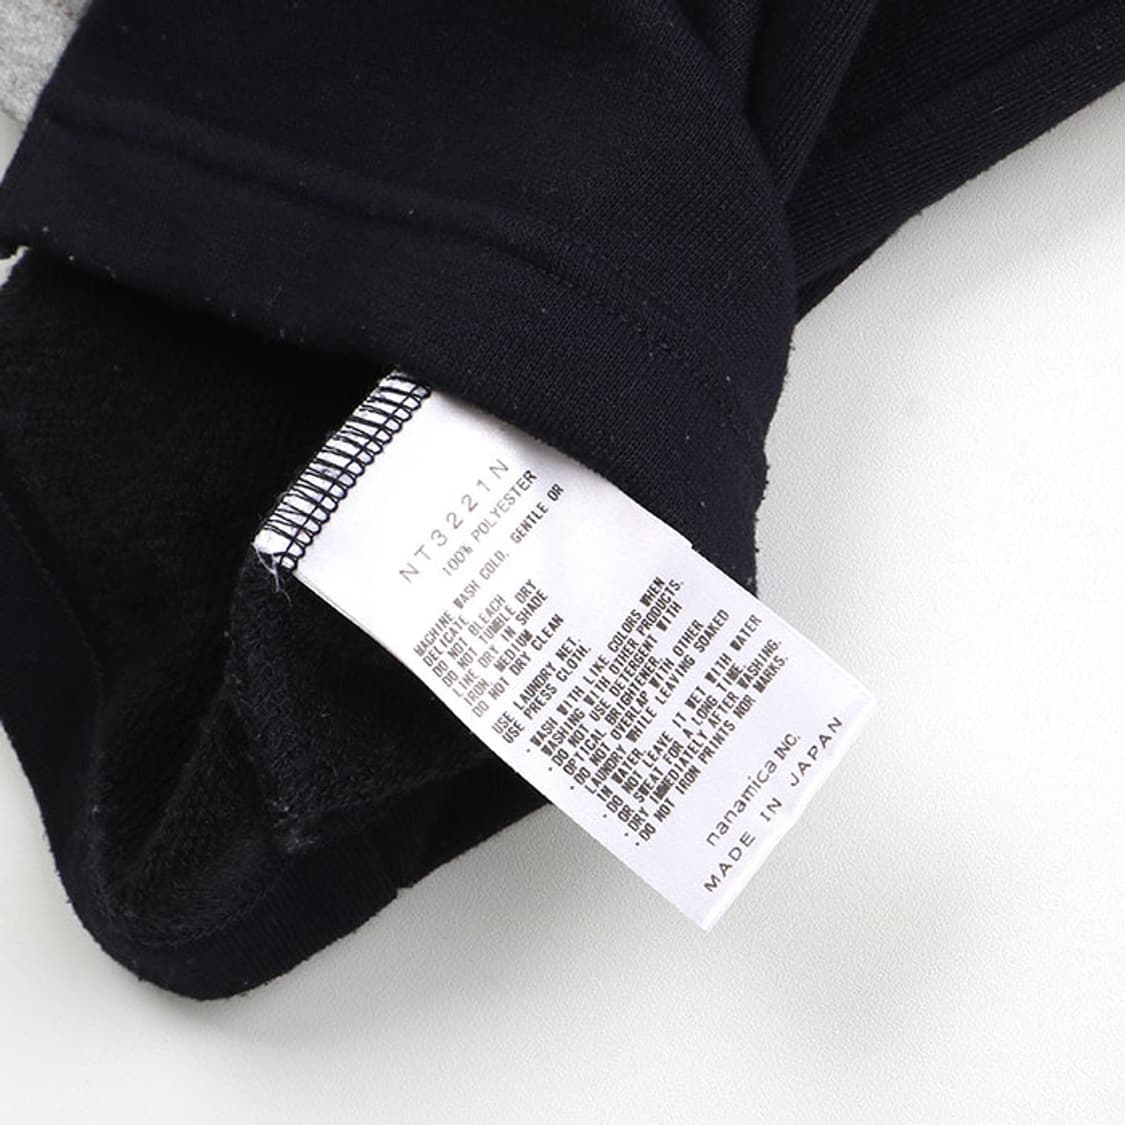 NT3221N
100% POLYESTER
MACHINE WASH COLD, GENTLE OR
DELICATE
DO NOT BLEACH
DO NOT TUMBLE DRY
LINE DRY IN SHADE
IRON, MEDIUM
DO NOT DRY CLEAN
USE LAUNDRY NET.
USE PRESS CLOTH.
·WASH WITH LIKE COLORS WHEN
WASHING WITH OTHER PRODUCTS.
·DO NOT USE DETERGENT WITH
OPTICAL BRIGHTENER.
·DO NOT OVERLAP WITH OTHER
LAUNDRY WHILE LEAVING SOAKED
IN WATER.
·DO NOT LEAVE IT WET WITH WATER
OR SWEAT FOR A LONG TIME.
·DRY IMMEDIATELY AFTER WASHING.
·DO NOT IRON PRINTS NOR MARKS.
nanamica INC.
MADE IN JAPAN